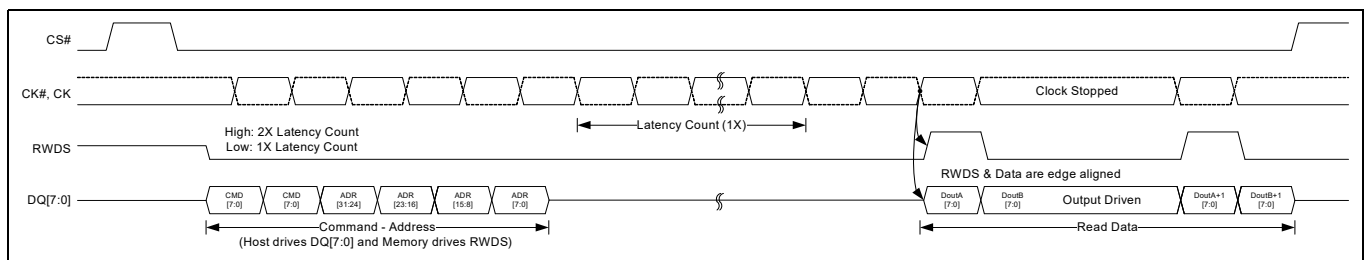 CS#
CK#, CK
Clock Stopped
Latency Count (1X)
High: 2X Latency Count
Low: 1X Latency Count
RWDS
RWDS & Data are edge aligned
DQ[7:0]
CMD [7:0]
CMD [7:0]
ADR [31:24]
ADR [23:16]
ADR [15:8]
ADR [7:0]
DoutA [7:0]
DoutB [7:0]
Output Driven
DoutA+1 [7:0]
DoutB+1 [7:0]
Command - Address
(Host drives DQ[7:0] and Memory drives RWDS)
Read Data